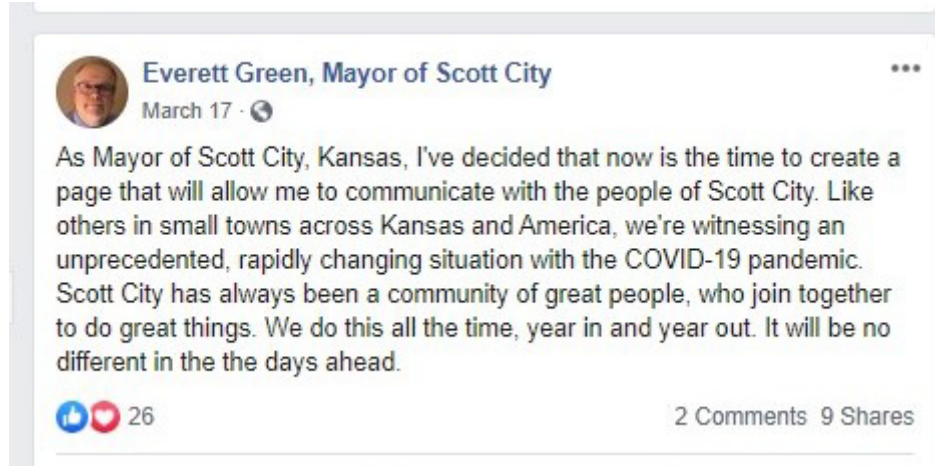 Everett Green, Mayor of Scott City
March 17 ·
As Mayor of Scott City, Kansas, I've decided that now is the time to create a
page that will allow me to communicate with the people of Scott City. Like
others in small towns across Kansas and America, we're witnessing an
unprecedented, rapidly changing situation with the COVID-19 pandemic.
Scott City has always been a community of great people, who join together
to do great things. We do this all the time, year in and year out. It will be no
different in the the days ahead.
26 2 Comments 9 Shares